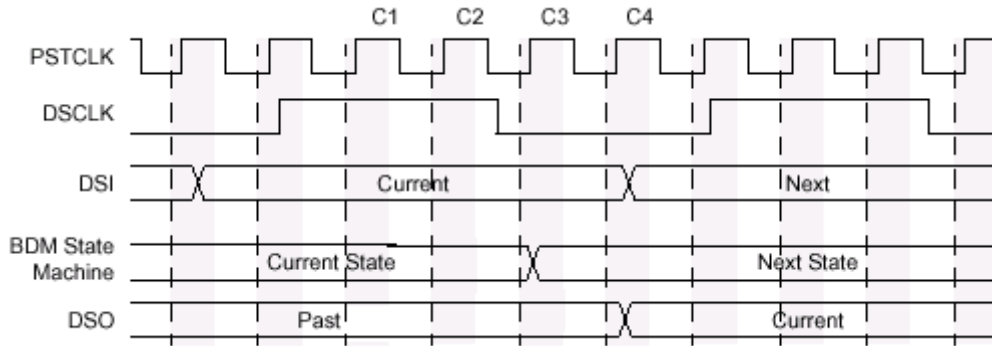 C1 C2 C3 C4
PSTCLK
DSCLK
DSI Current Next
BDM State
Machine Current State Next State
DSO Past Current